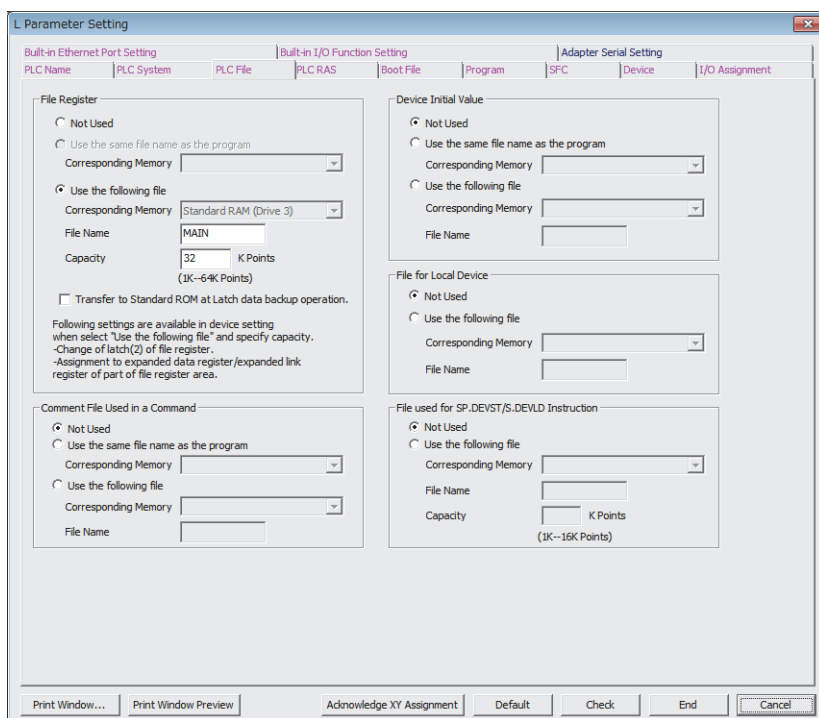 L Parameter Setting
Built-in Ethernet Port Setting Built-in I/O Function Setting Adapter Serial Setting
PLC Name PLC System PLC File PLC RAS Boot File Program SFC Device I/O Assignment
File Register
Not Used
Use the same file name as the program
Corresponding Memory
Use the following file
Corresponding Memory Standard RAM (Drive 3)
File Name MAIN
Capacity 32 K Points
(1K--64K Points)
Transfer to Standard ROM at Latch data backup operation.
Following settings are available in device setting
when select "Use the following file" and specify capacity.
-Change of latch(2) of file register.
-Assignment to expanded data register/expanded link
register of part of file register area.
Comment File Used in a Command
Not Used
Use the same file name as the program
Corresponding Memory
Use the following file
Corresponding Memory
File Name
Device Initial Value
Not Used
Use the same file name as the program
Corresponding Memory
Use the following file
Corresponding Memory
File Name
File for Local Device
Not Used
Use the following file
Corresponding Memory
File Name
File used for SP.DEVST/S.DEVLD Instruction
Not Used
Use the following file
Corresponding Memory
File Name
Capacity K Points
(1K--16K Points)
Print Window... Print Window Preview Acknowledge XY Assignment Default Check End Cancel